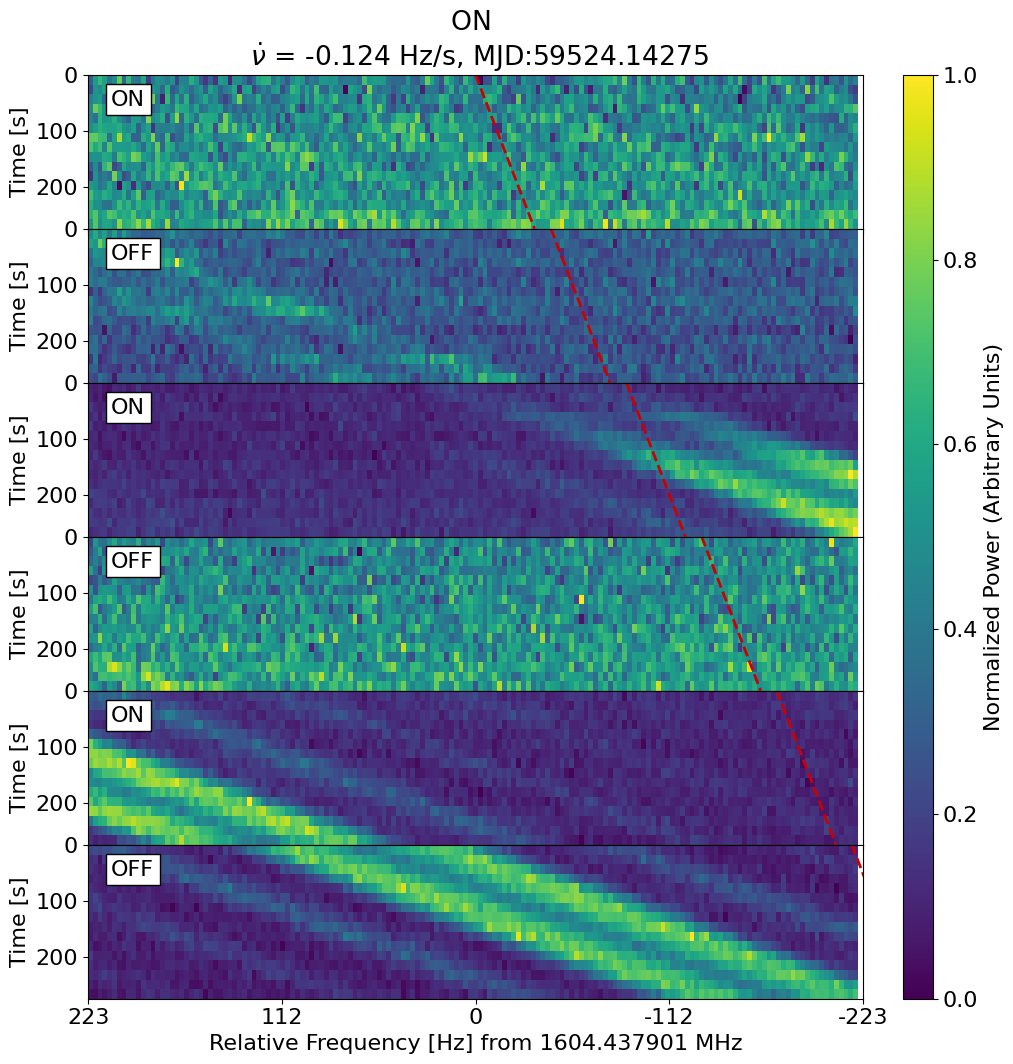 ON
ν̇ = -0.124 Hz/s, MJD:59524.14275
0
100
200
Time [s]
ON
0
100
200
Time [s]
OFF
0
100
200
Time [s]
ON
0
100
200
Time [s]
OFF
0
100
200
Time [s]
ON
0
100
200
Time [s]
OFF
223
112
0
-112
-223
Relative Frequency [Hz] from 1604.437901 MHz
1.0
0.8
0.6
0.4
0.2
0.0
Normalized Power (Arbitrary Units)